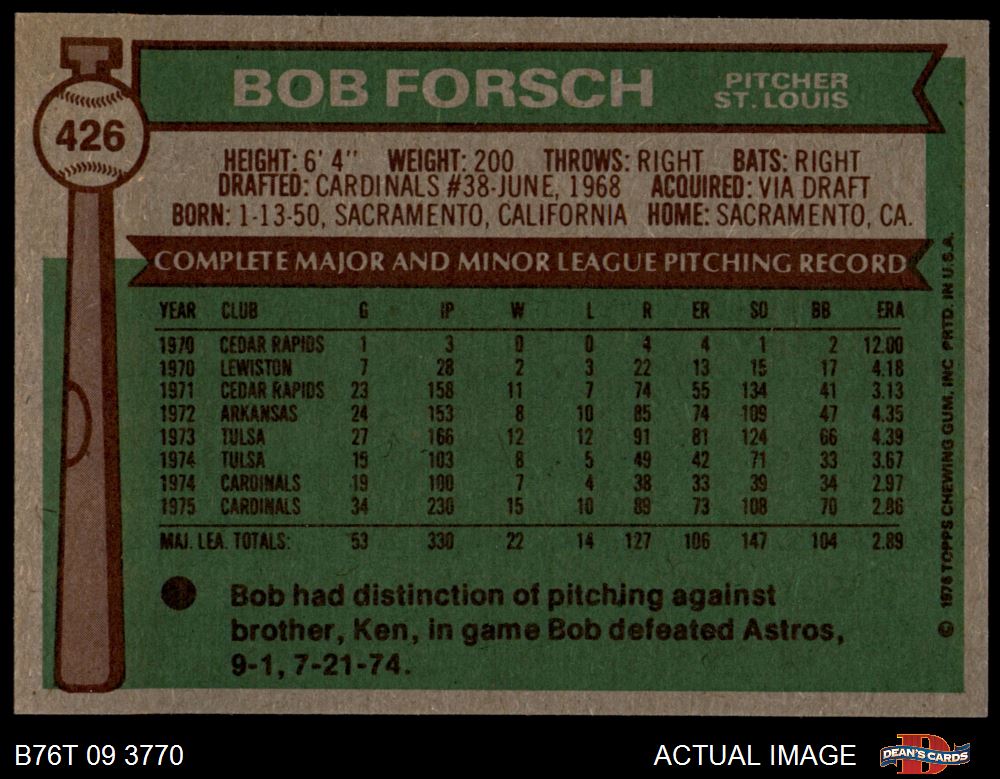 BOB FORSCH
PITCHER
ST. LOUIS
426
HEIGHT: 6' 4" WEIGHT: 200 THROWS: RIGHT BATS: RIGHT
DRAFTED: CARDINALS #38-JUNE, 1968 ACQUIRED: VIA DRAFT
BORN: 1-13-50, SACRAMENTO, CALIFORNIA HOME: SACRAMENTO, CA.
COMPLETE MAJOR AND MINOR LEAGUE PITCHING RECORD
YEAR CLUB G IP W L R ER SO BB ERA
1970 CEDAR RAPIDS 1 3 0 0 4 4 1 2 12.00
1970 LEWISTON 7 28 2 3 22 13 15 17 4.18
1971 CEDAR RAPIDS 23 158 11 7 74 55 134 41 3.13
1972 ARKANSAS 24 153 8 10 85 74 109 47 4.35
1973 TULSA 27 166 12 12 91 81 124 66 4.39
1974 TULSA 15 103 8 5 49 42 71 33 3.67
1974 CARDINALS 19 100 7 4 38 33 39 34 2.97
1975 CARDINALS 34 230 15 10 89 73 108 70 2.86
MAJ. LEA. TOTALS: 53 330 22 14 127 106 147 104 2.89
Bob had distinction of pitching against
brother, Ken, in game Bob defeated Astros,
9-1, 7-21-74.
© 1976 TOPPS CHEWING GUM, INC PRTD. IN U.S.A.
B76T 09 3770
ACTUAL IMAGE
DEAN'S CARDS